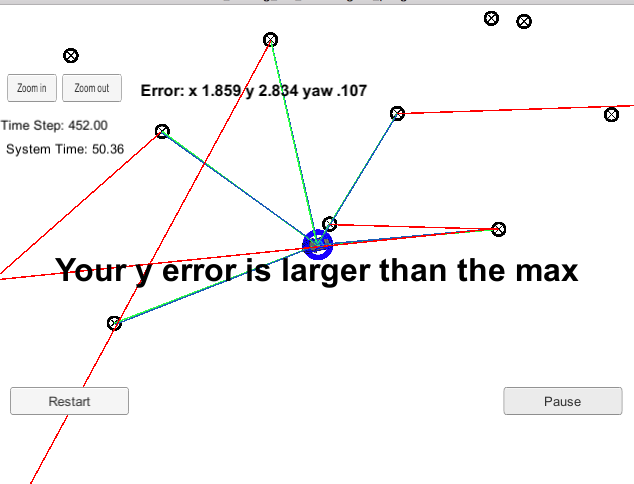 Zoom in
Zoom out
Error: x 1.859 y 2.834 yaw .107
Time Step: 452.00
System Time: 50.36
Your y error is larger than the max
Restart
Pause